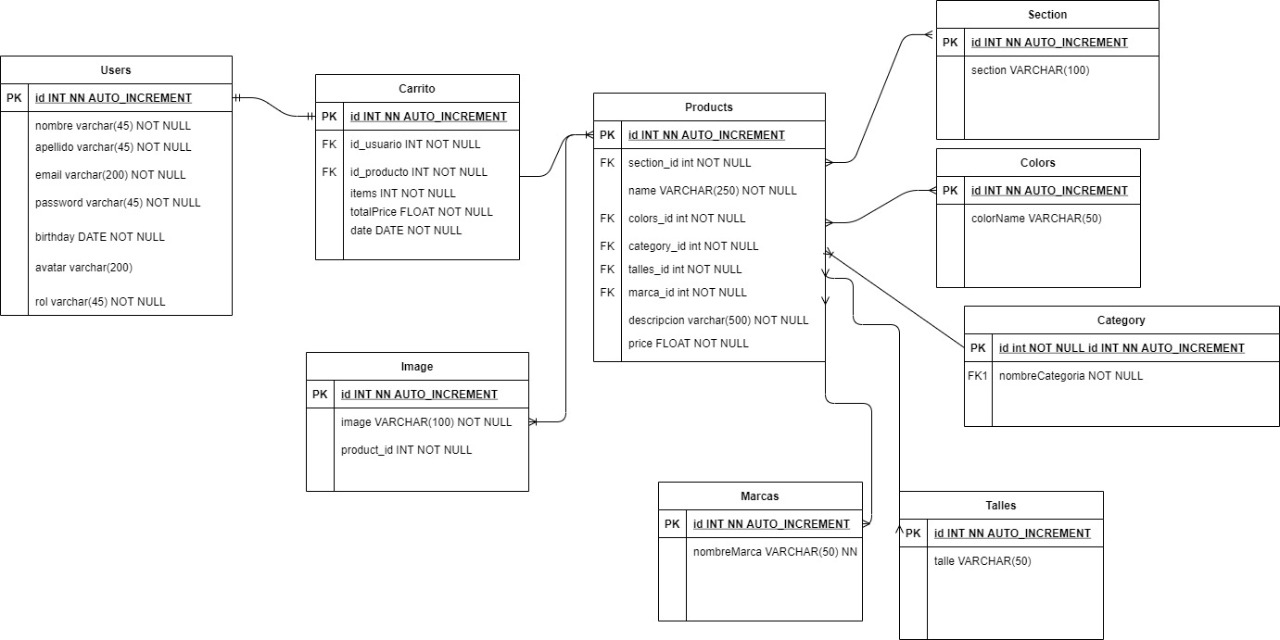 Users
PK id INT NN AUTO_INCREMENT
nombre varchar(45) NOT NULL
apellido varchar(45) NOT NULL
email varchar(200) NOT NULL
password varchar(45) NOT NULL
birthday DATE NOT NULL
avatar varchar(200)
rol varchar(45) NOT NULL
Carrito
PK id INT NN AUTO_INCREMENT
FK id_usuario INT NOT NULL
FK id_producto INT NOT NULL
items INT NOT NULL
totalPrice FLOAT NOT NULL
date DATE NOT NULL
Image
PK id INT NN AUTO_INCREMENT
image VARCHAR(100) NOT NULL
product_id INT NOT NULL
Products
PK id INT NN AUTO_INCREMENT
FK section_id int NOT NULL
name VARCHAR(250) NOT NULL
FK colors_id int NOT NULL
FK category_id int NOT NULL
FK talles_id int NOT NULL
FK marca_id int NOT NULL
descripcion varchar(500) NOT NULL
price FLOAT NOT NULL
Section
PK id INT NN AUTO_INCREMENT
section VARCHAR(100)
Colors
PK id INT NN AUTO_INCREMENT
colorName VARCHAR(50)
Category
PK id int NOT NULL id INT NN AUTO_INCREMENT
FK1 nombreCategoria NOT NULL
Marcas
PK id INT NN AUTO_INCREMENT
nombreMarca VARCHAR(50) NN
Talles
PK id INT NN AUTO_INCREMENT
talle VARCHAR(50)